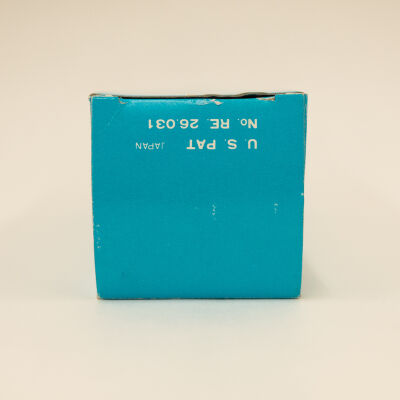 U. S. PAT JAPAN
No. RE. 26.031